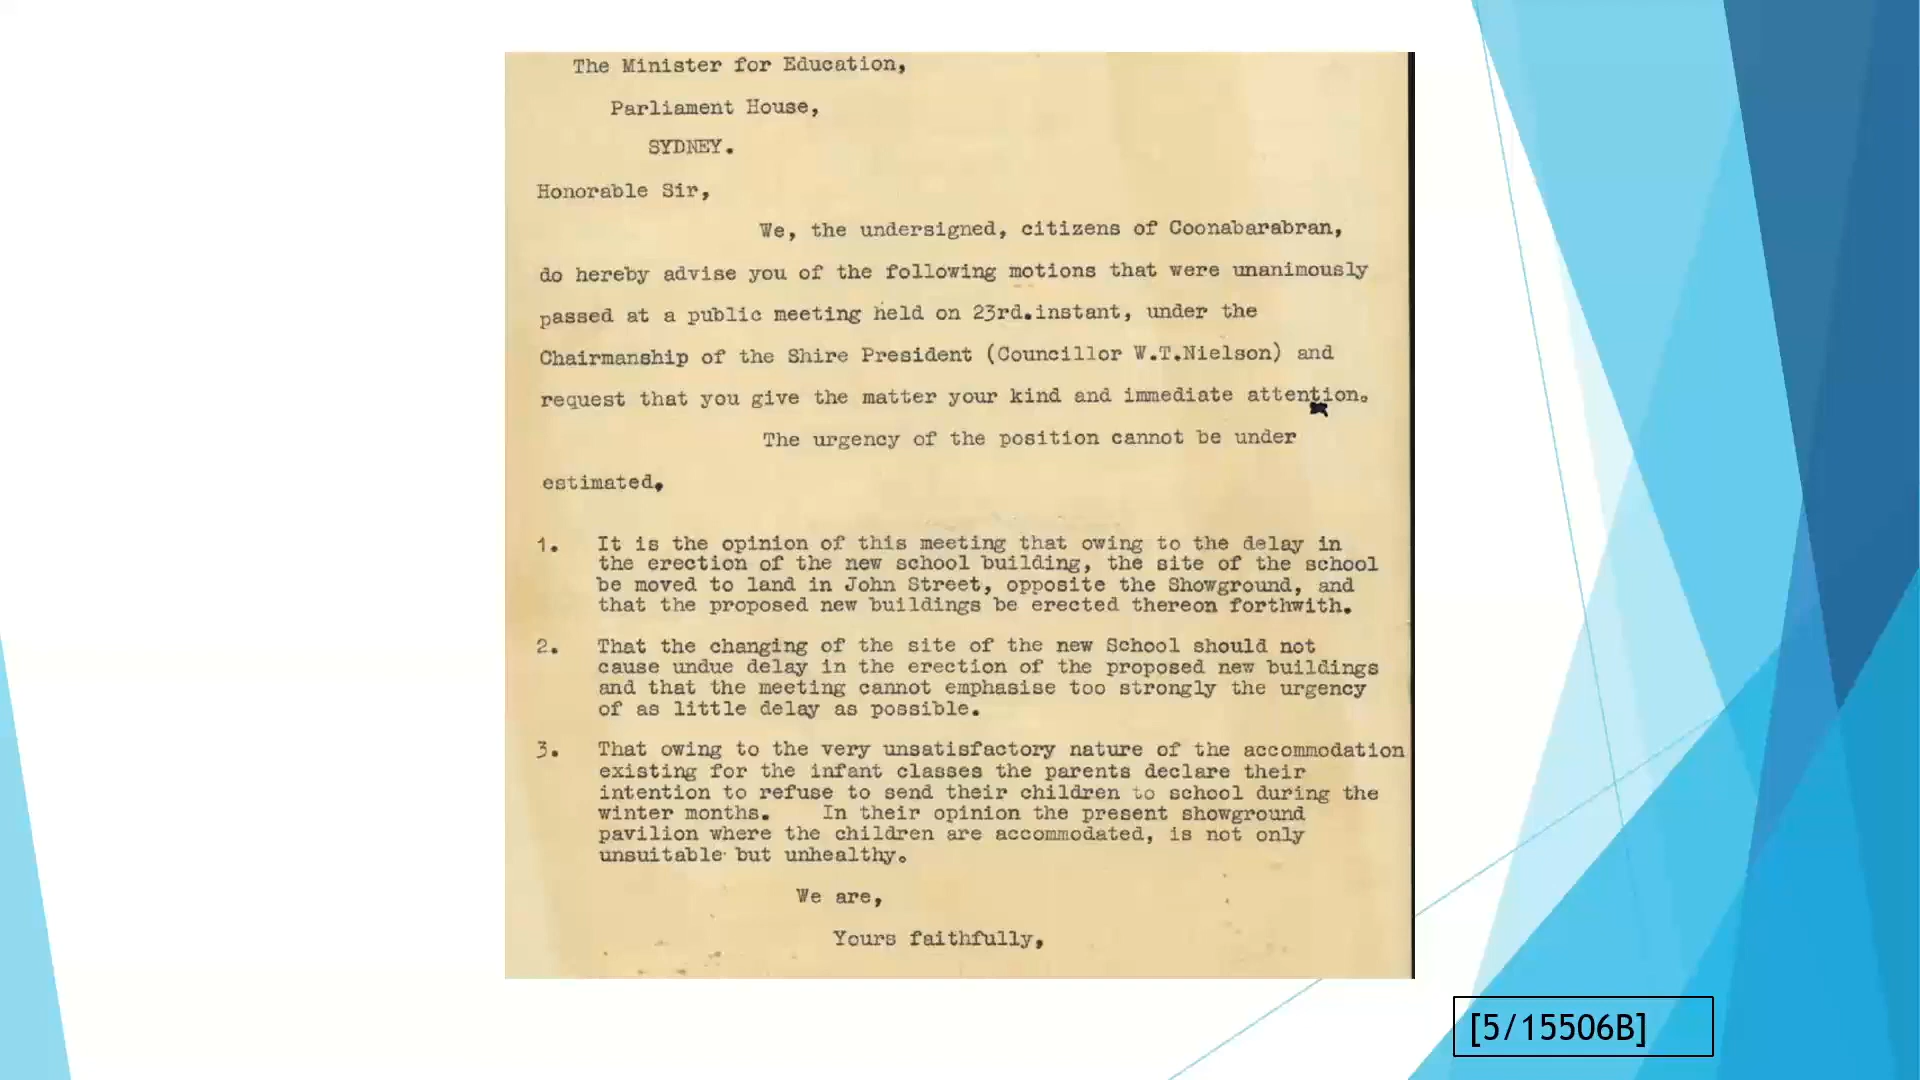 The Minister for Education,
Parliament House,
SYDNEY.
Honorable Sir,
We, the undersigned, citizens of Coonabarabran,
do hereby advise you of the following motions that were unanimously
passed at a public meeting held on 23rd.instant, under the
Chairmanship of the Shire President (Councillor W.T.Nielson) and
request that you give the matter your kind and immediate attention.
The urgency of the position cannot be under
estimated.
1. It is the opinion of this meeting that owing to the delay in
the erection of the new school building, the site of the school
be moved to land in John Street, opposite the Showground, and
that the proposed new buildings be erected thereon forthwith.
2. That the changing of the site of the new School should not
cause undue delay in the erection of the proposed new buildings
and that the meeting cannot emphasise too strongly the urgency
of as little delay as possible.
3. That owing to the very unsatisfactory nature of the accommodation
existing for the infant classes the parents declare their
intention to refuse to send their children to school during the
winter months. In their opinion the present showground
pavilion where the children are accommodated, is not only
unsuitable but unhealthy.
We are,
Yours faithfully,
[5/15506B]